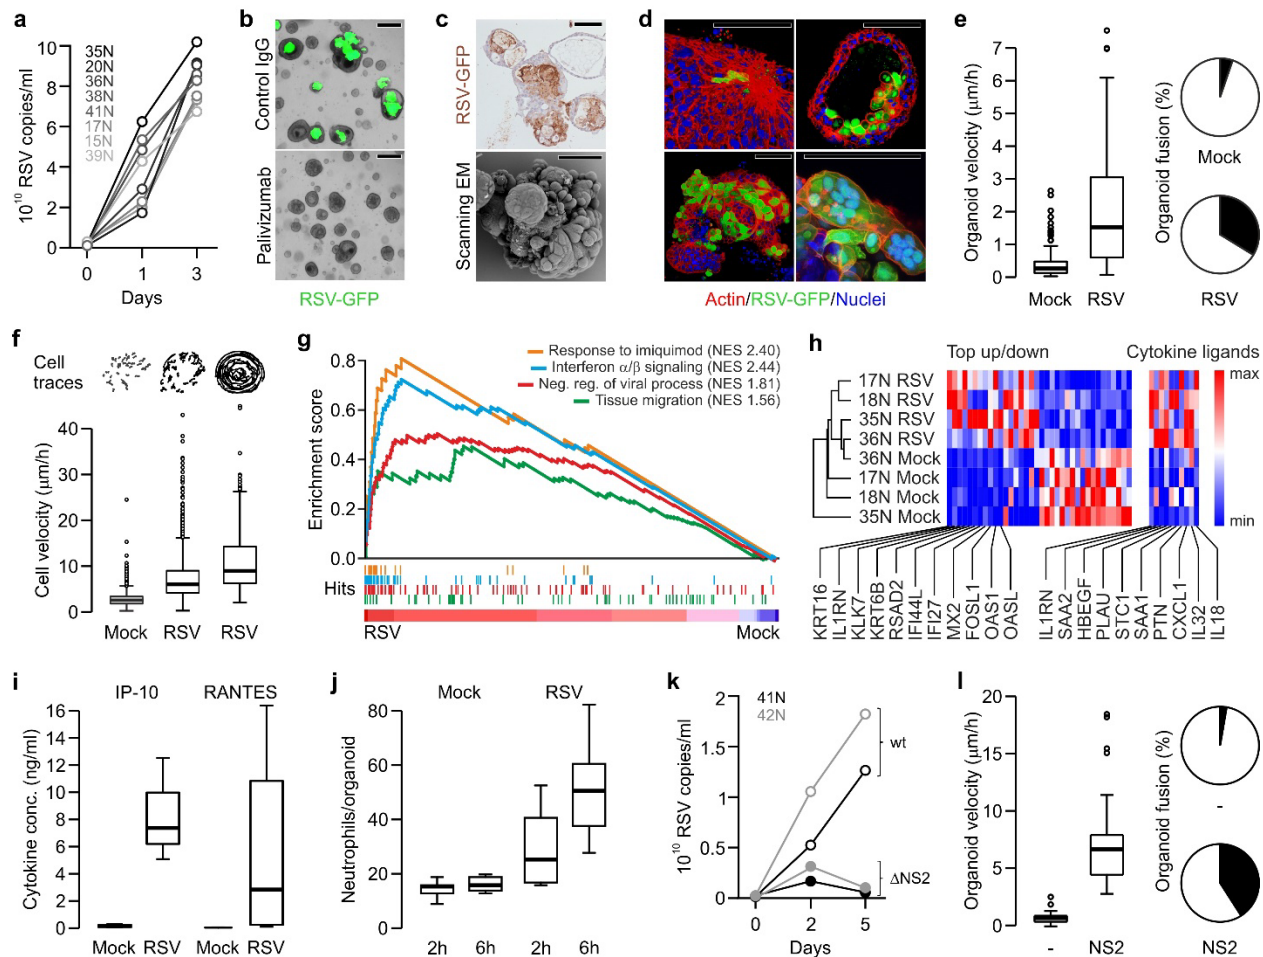 a
10¹⁰ RSV copies/ml
10
8
6
4
2
0
35N
20N
36N
38N
41N
17N
15N
39N
0 1 3
Days
b
Control IgG
Palivizumab
RSV-GFP
c
RSV-GFP
Scanning EM
d
Actin/RSV-GFP/Nuclei
e
Organoid velocity (µm/h)
7
6
5
4
3
2
1
0
Mock RSV
Organoid fusion (%)
Mock
RSV
f
Cell traces
Cell velocity (µm/h)
40
30
20
10
0
Mock RSV RSV
g
Enrichment score
0.8
0.6
0.4
0.2
0.0
Response to imiquimod (NES 2.40)
Interferon α/β signaling (NES 2.44)
Neg. reg. of viral process (NES 1.81)
Tissue migration (NES 1.56)
Hits
RSV Mock
h
Top up/down Cytokine ligands
17N RSV
18N RSV
35N RSV
36N RSV
36N Mock
17N Mock
18N Mock
35N Mock
max
min
KRT16
IL1RN
KLK7
KRT6B
RSAD2
IFI44L
IFI27
MX2
FOSL1
OAS1
OASL
IL1RN
SAA2
HBEGF
PLAU
STC1
SAA1
PTN
CXCL1
IL32
IL18
i
IP-10 RANTES
Cytokine conc. (ng/ml)
16
14
12
10
8
6
4
2
0
Mock RSV Mock RSV
j
Mock RSV
Neutrophils/organoid
80
60
40
20
0
2h 6h 2h 6h
k
10¹⁰ RSV copies/ml
2
1.5
1
0.5
0
41N
42N
wt
ΔNS2
0 2 5
Days
l
Organoid velocity (µm/h)
20
15
10
5
0
- NS2
Organoid fusion (%)
-
NS2